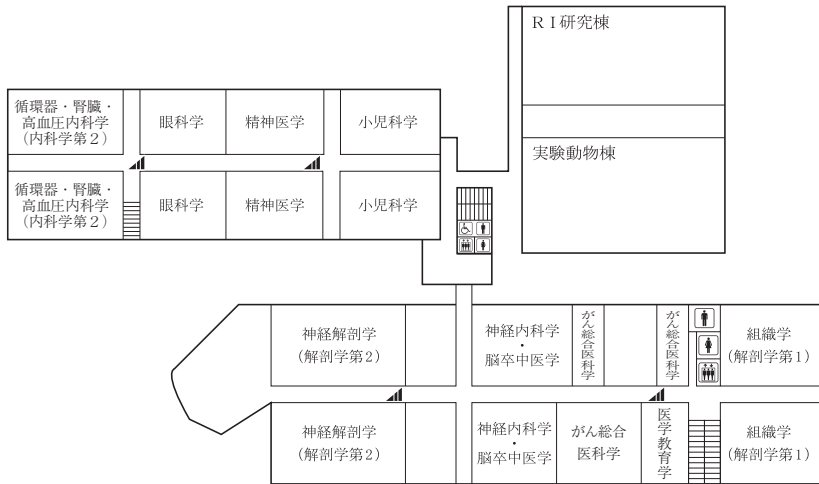 RI研究棟
実験動物棟
循環器・腎臓・
高血圧内科学
(内科学第2)
眼科学
精神医学
小児科学
循環器・腎臓・
高血圧内科学
(内科学第2)
眼科学
精神医学
小児科学
神経解剖学
(解剖学第2)
神経内科学
・
脳卒中医学
がん総合医科学
がん総合医科学
組織学
(解剖学第1)
神経解剖学
(解剖学第2)
神経内科学
・
脳卒中医学
がん総合
医科学
医学教育学
組織学
(解剖学第1)